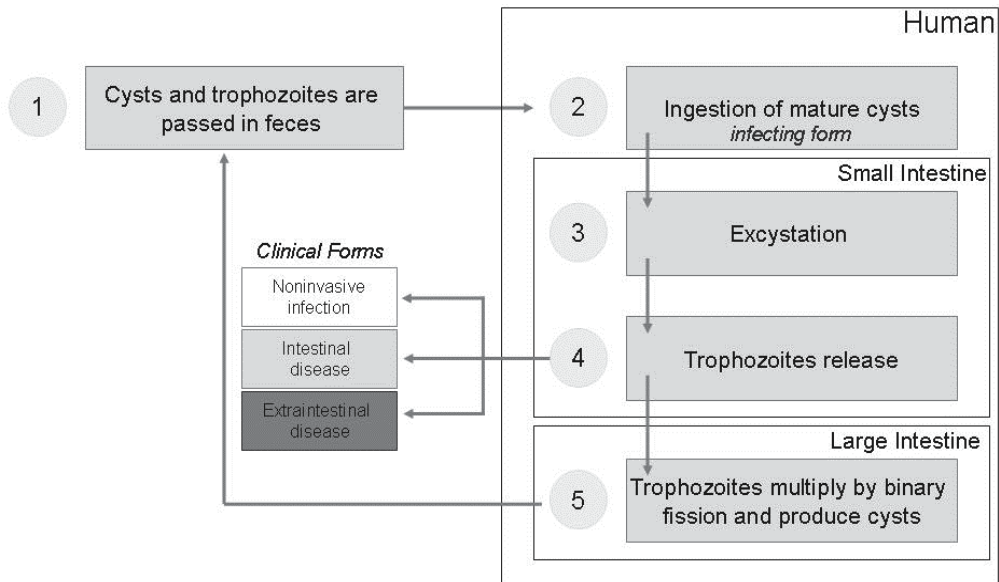 Human
1
Cysts and trophozoites are
passed in feces
2
Ingestion of mature cysts
infecting form
Small Intestine
3
Excystation
Clinical Forms
Noninvasive
infection
4
Trophozoites release
Intestinal
disease
Extraintestinal
disease
Large Intestine
5
Trophozoites multiply by binary
fission and produce cysts